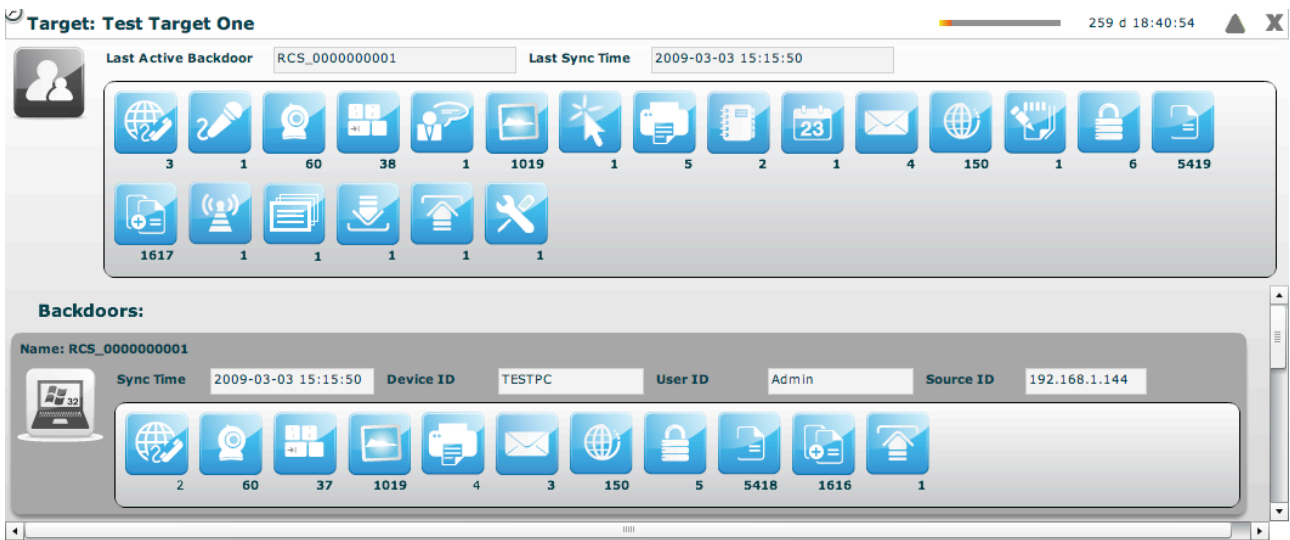 Target: Test Target One 259 d 18:40:54 X
Last Active Backdoor RCS_0000000001 Last Sync Time 2009-03-03 15:15:50
23
3 1 60 38 1 1019 1 5 2 1 4 150 1 6 5419
1617 1 1 1 1 1
Backdoors:
Name: RCS_0000000001
Sync Time 2009-03-03 15:15:50 Device ID TESTPC User ID Admin Source ID 192.168.1.144
32
2 60 37 1019 4 3 150 5 5418 1616 1